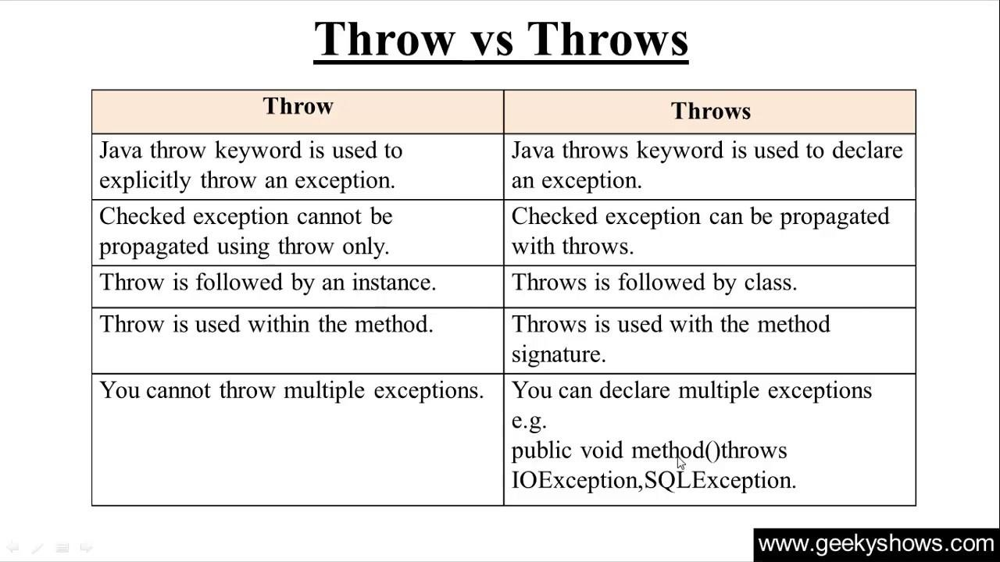 Throw vs Throws
Throw
Throws
Java throw keyword is used to
explicitly throw an exception.
Java throws keyword is used to declare
an exception.
Checked exception cannot be
propagated using throw only.
Checked exception can be propagated
with throws.
Throw is followed by an instance.
Throws is followed by class.
Throw is used within the method.
Throws is used with the method
signature.
You cannot throw multiple exceptions.
You can declare multiple exceptions
e.g.
public void method()throws
IOException,SQLException.
www.geekyshows.com